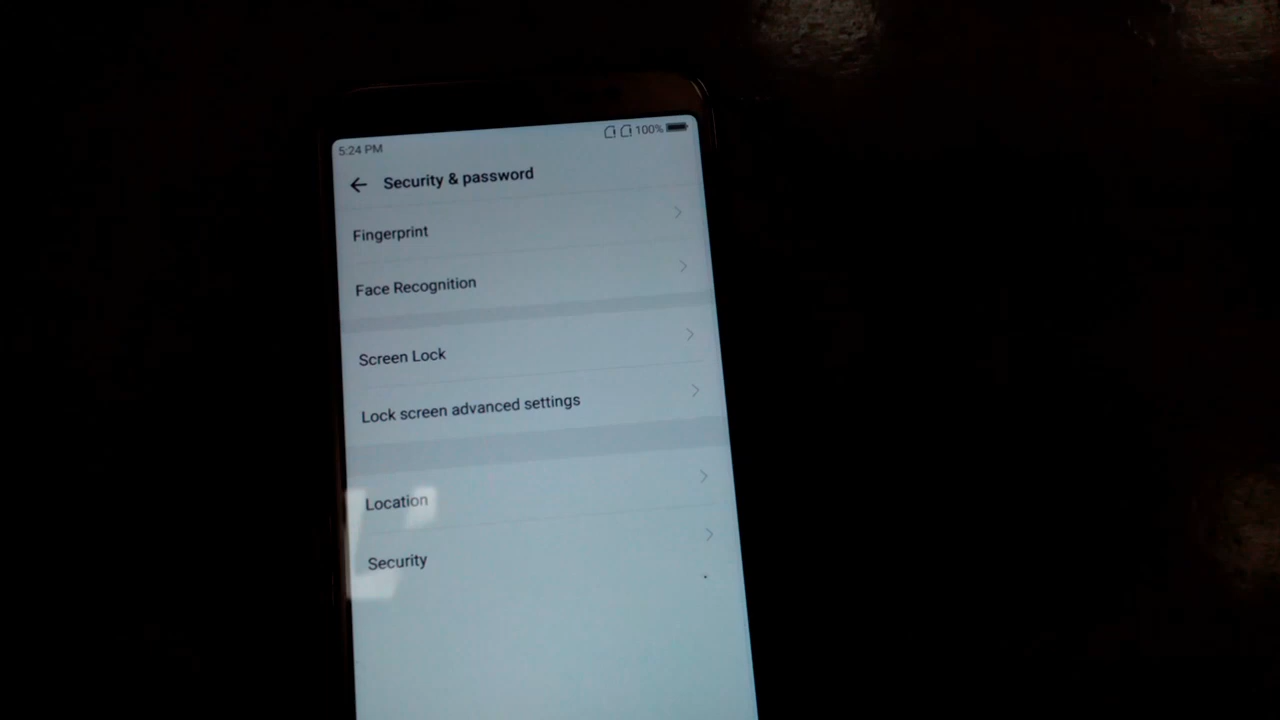 5:24 PM 100%
Security & password
Fingerprint
Face Recognition
Screen Lock
Lock screen advanced settings
Location
Security